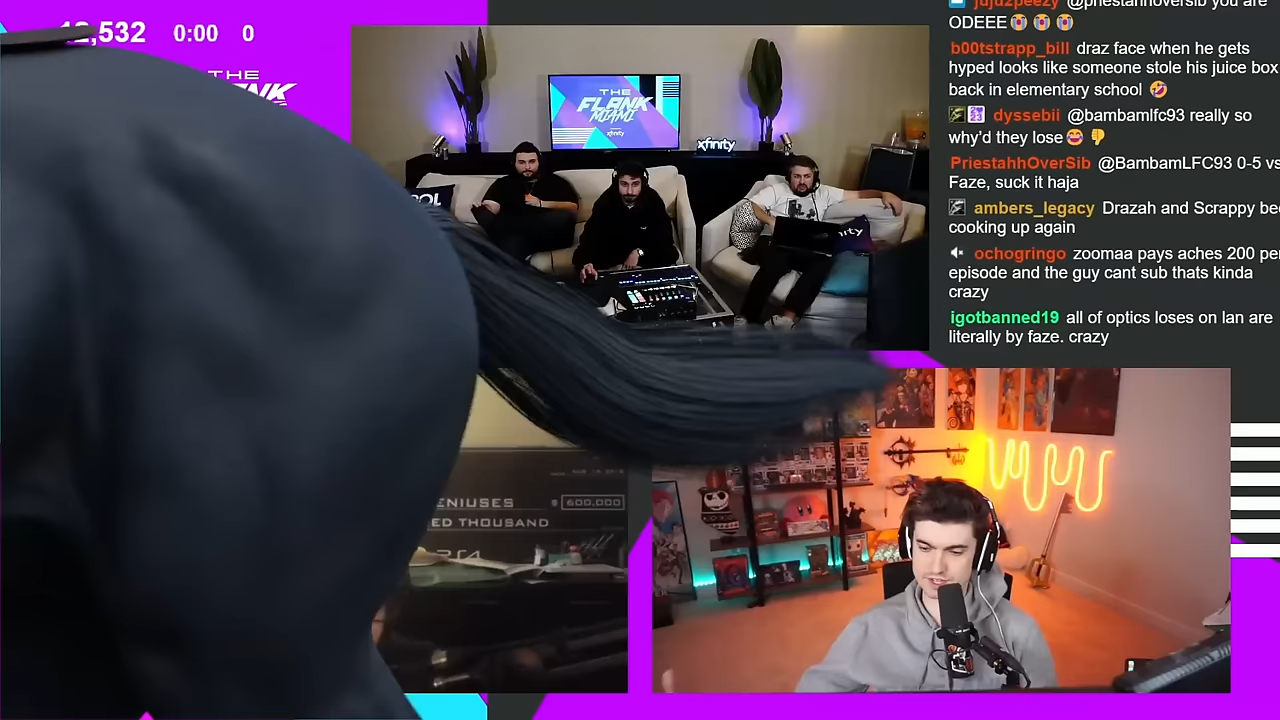 12,532 0:00 0
THE
THE
FLANK
MIAMI
xfinity
xfinity
juju2peezy @priestahhoversib you are
ODEEE😭😭😭
b00tstrapp_bill draz face when he gets
hyped looks like someone stole his juice box
back in elementary school 🤣
dyssebii @bambamlfc93 really so
why'd they lose😂👎
PriestahhOverSib @BambamLFC93 0-5 vs
Faze, suck it haja
ambers_legacy Drazah and Scrappy
cooking up again
ochogringo zoomaa pays aches 200
episode and the guy cant sub thats kinda
crazy
igotbanned19 all of optics loses on lan are
literally by faze. crazy
ENIUSES $ 600,000
ED THOUSAND
PS4